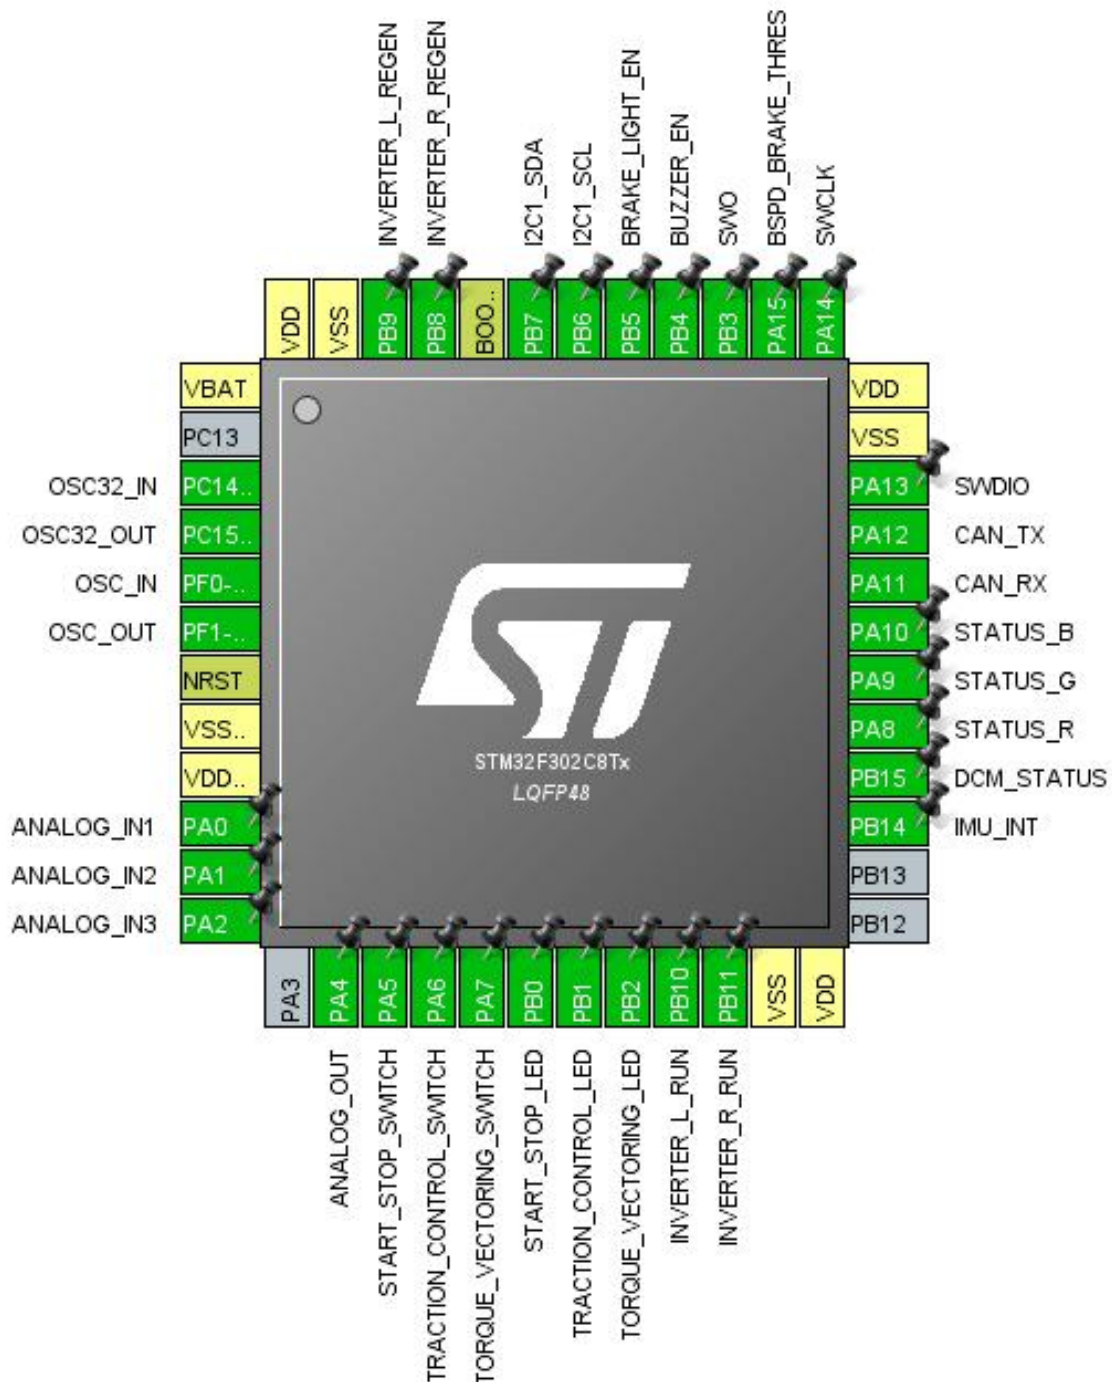 INVERTER_L_REGEN
INVERTER_R_REGEN
I2C1_SDA
I2C1_SCL
BRAKE_LIGHT_EN
BUZZER_EN
SWO
BSPD_BRAKE_THRES
SWCLK
VDD
VSS
PB9
PB8
BOO..
PB7
PB6
PB5
PB4
PB3
PA15
PA14
VBAT
PC13
OSC32_IN PC14..
OSC32_OUT PC15..
OSC_IN PF0-..
OSC_OUT PF1-..
NRST
VSS..
VDD..
ANALOG_IN1 PA0
ANALOG_IN2 PA1
ANALOG_IN3 PA2
ST
STM32F302C8Tx
LQFP48
VDD
VSS
PA13 SWDIO
PA12 CAN_TX
PA11 CAN_RX
PA10 STATUS_B
PA9 STATUS_G
PA8 STATUS_R
PB15 DCM_STATUS
PB14 IMU_INT
PB13
PB12
PA3
PA4
PA5
PA6
PA7
PB0
PB1
PB2
PB10
PB11
VSS
VDD
ANALOG_OUT
START_STOP_SWITCH
TRACTION_CONTROL_SWITCH
TORQUE_VECTORING_SWITCH
START_STOP_LED
TRACTION_CONTROL_LED
TORQUE_VECTORING_LED
INVERTER_L_RUN
INVERTER_R_RUN